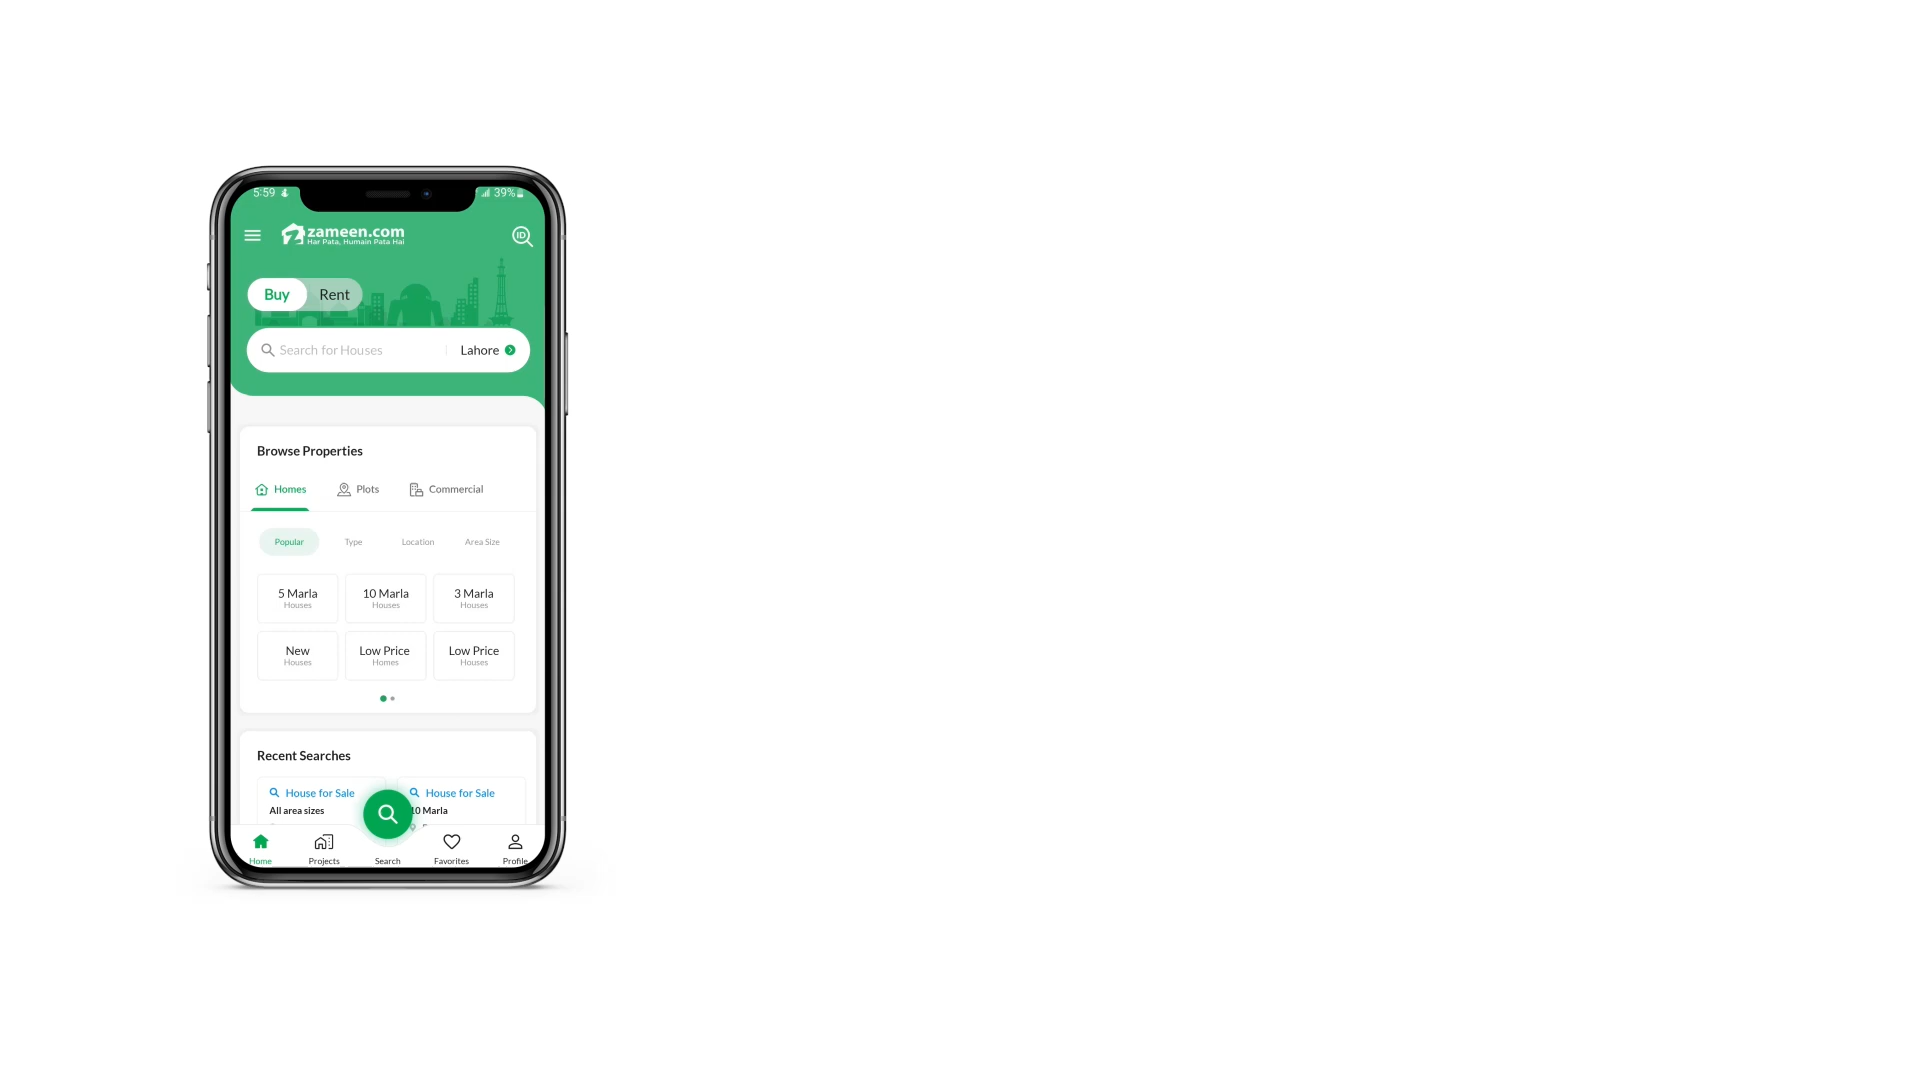 5:59
39%
zameen.com
Har Pata, Humain Pata Hai
ID
Buy
Rent
Search for Houses
Lahore
Browse Properties
Homes
Plots
Commercial
Popular
Type
Location
Area Size
5 Marla
Houses
10 Marla
Houses
3 Marla
Houses
New
Houses
Low Price
Homes
Low Price
Houses
Recent Searches
House for Sale
All area sizes
House for Sale
10 Marla
Home
Projects
Search
Favorites
Profile